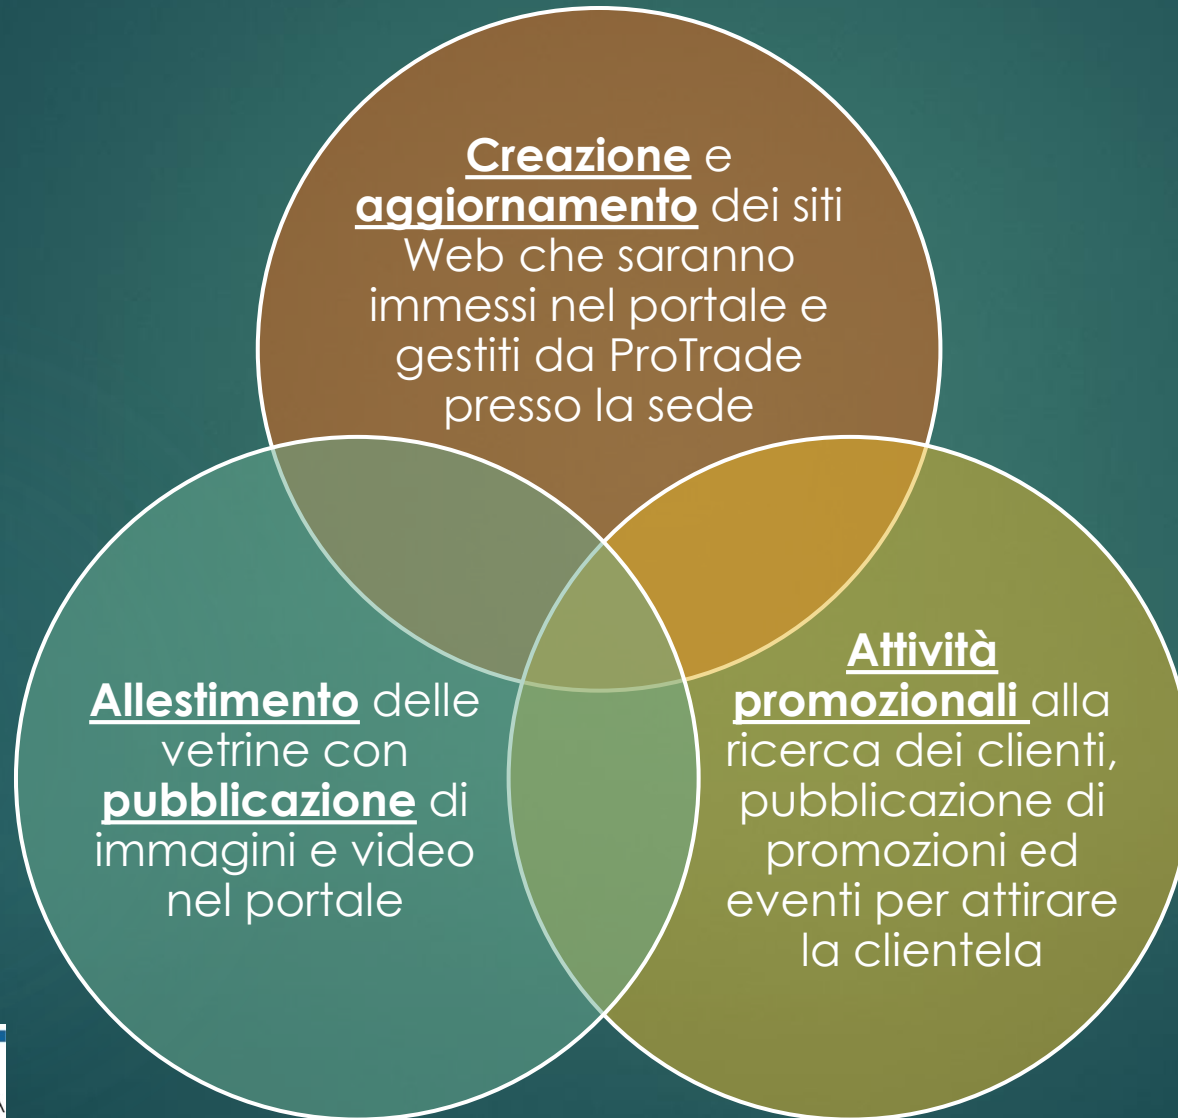 Creazione e
aggiornamento dei siti
Web che saranno
immessi nel portale e
gestiti da ProTrade
presso la sede
Allestimento delle
vetrine con
pubblicazione di
immagini e video
nel portale
Attività
promozionali alla
ricerca dei clienti,
pubblicazione di
promozioni ed
eventi per attirare
la clientela